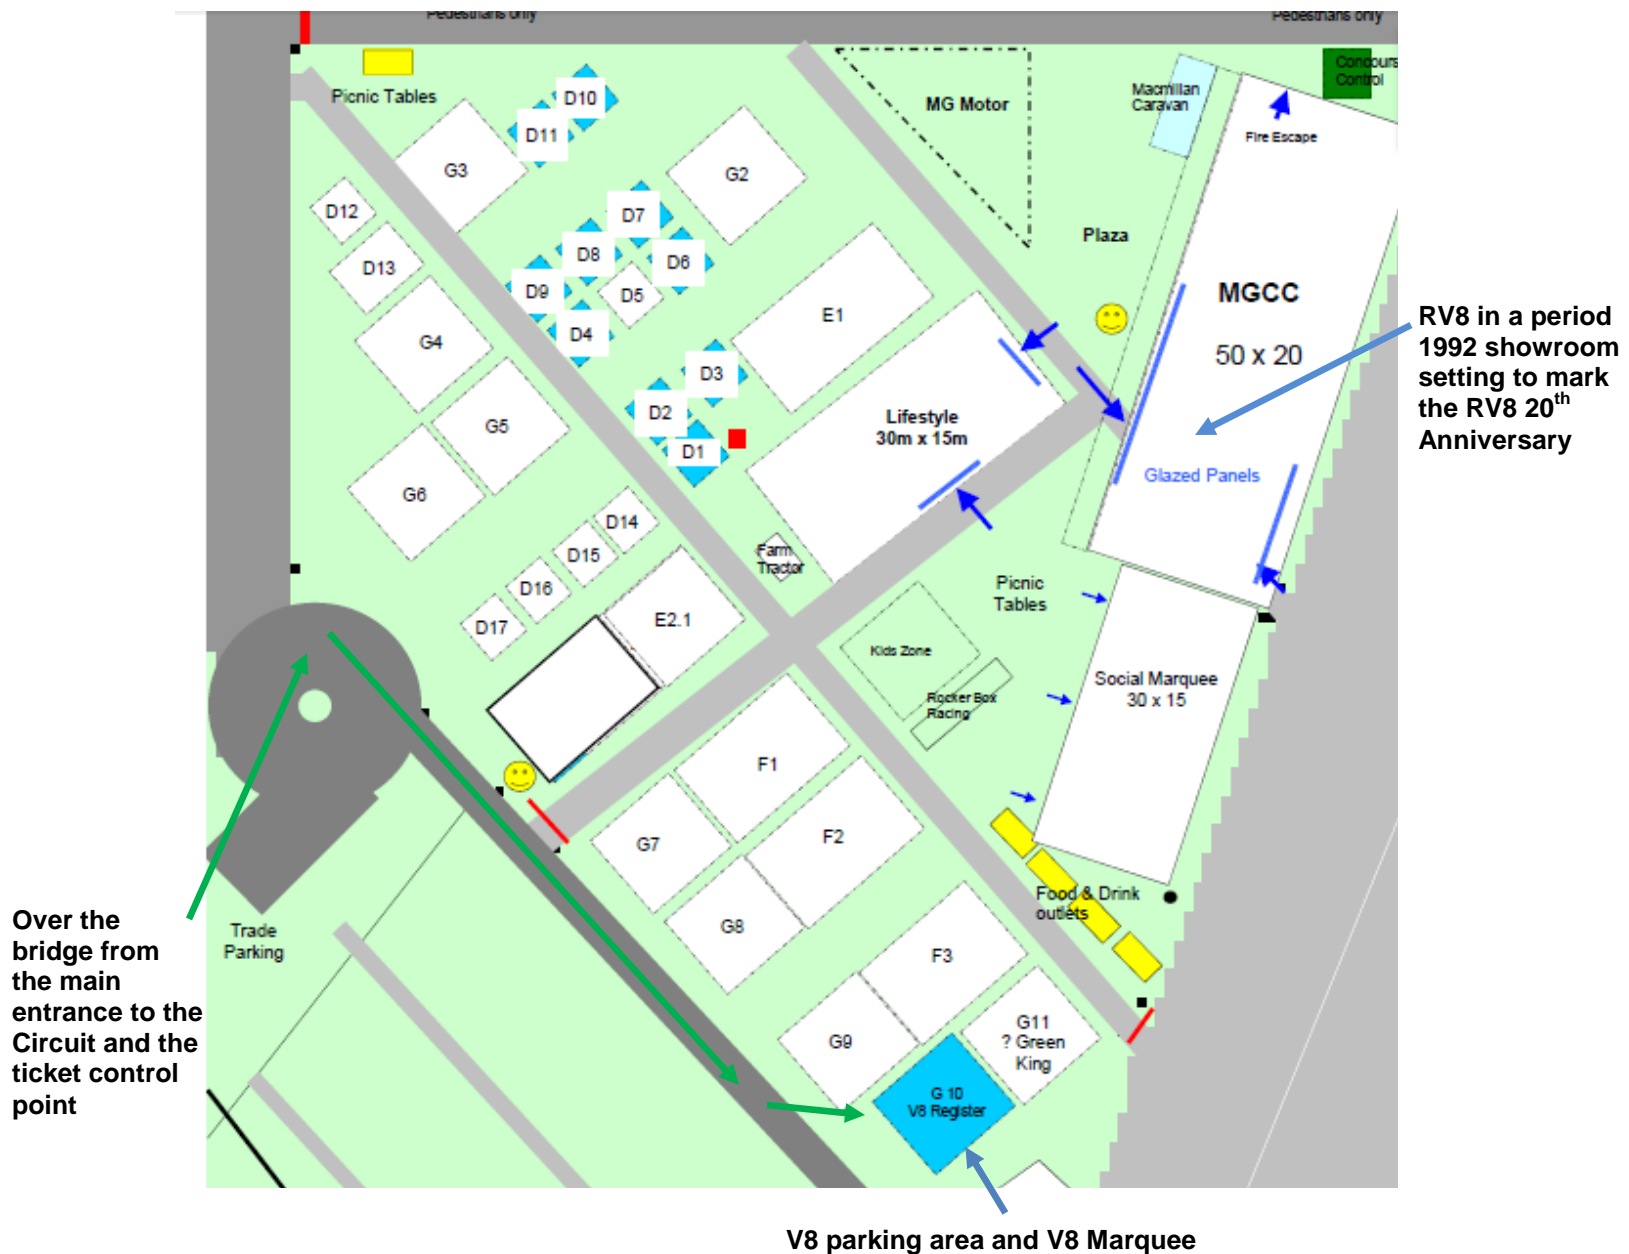 Pedestrians only
Pedestrians only
Picnic Tables
D10
D11
G3
G2
MG Motor
Macmillan
Caravan
Concours
Control
Fire Escape
D12
D13
D7
D8
D6
D9
D5
D4
Plaza
E1
MGCC
50 x 20
RV8 in a period
1992 showroom
setting to mark
the RV8 20th
Anniversary
G4
D3
D2
D1
G5
Lifestyle
30m x 15m
Glazed Panels
G6
D14
D15
D16
D17
Farm
Tractor
E2.1
Picnic
Tables
Kids Zone
Rocker Box
Racing
Social Marquee
30 x 15
F1
F2
G7
G8
Food & Drink
outlets
Over the
bridge from
the main
entrance to the
Circuit and the
ticket control
point
Trade
Parking
F3
G9
G11
? Green
King
G 10
V8 Register
V8 parking area and V8 Marquee